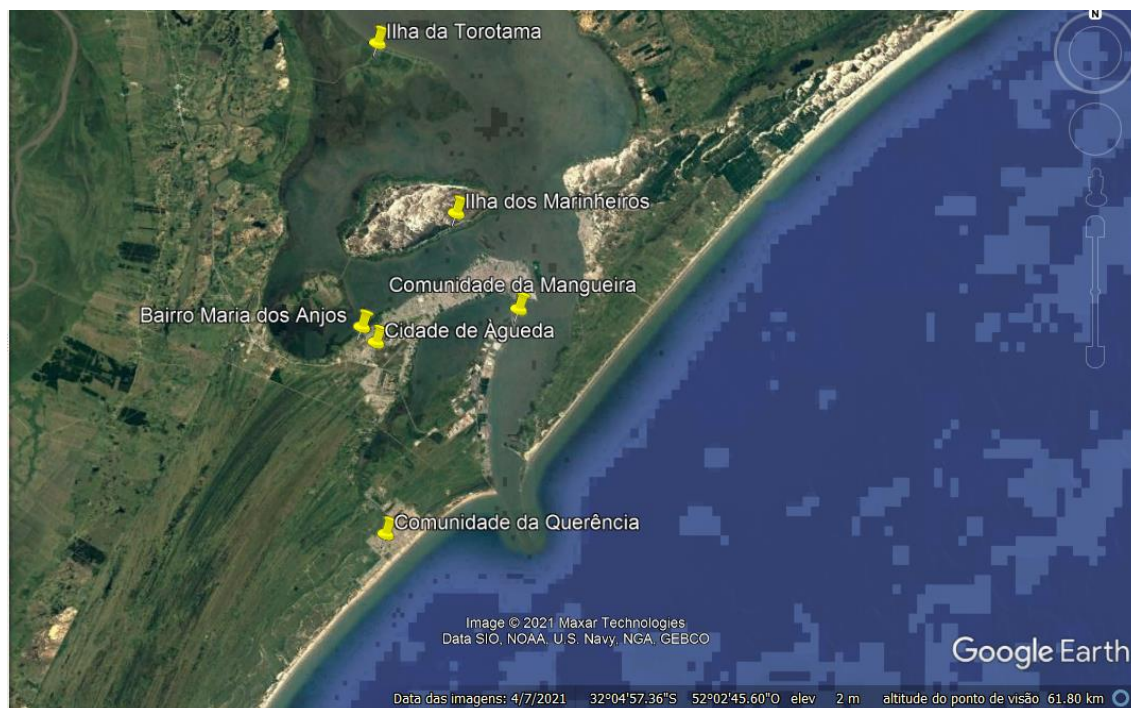 N
Ilha da Torotama
Ilha dos Marinheiros
Comunidade da Mangueira
Bairro Maria dos Anjos
Cidade de Águeda
Comunidade da Querência
Image © 2021 Maxar Technologies
Data SIO, NOAA, U.S. Navy, NGA, GEBCO
Google Earth
Data das imagens: 4/7/2021 32°04'57.36"S 52°02'45.60"O elev 2 m altitude do ponto de visão 61.80 km